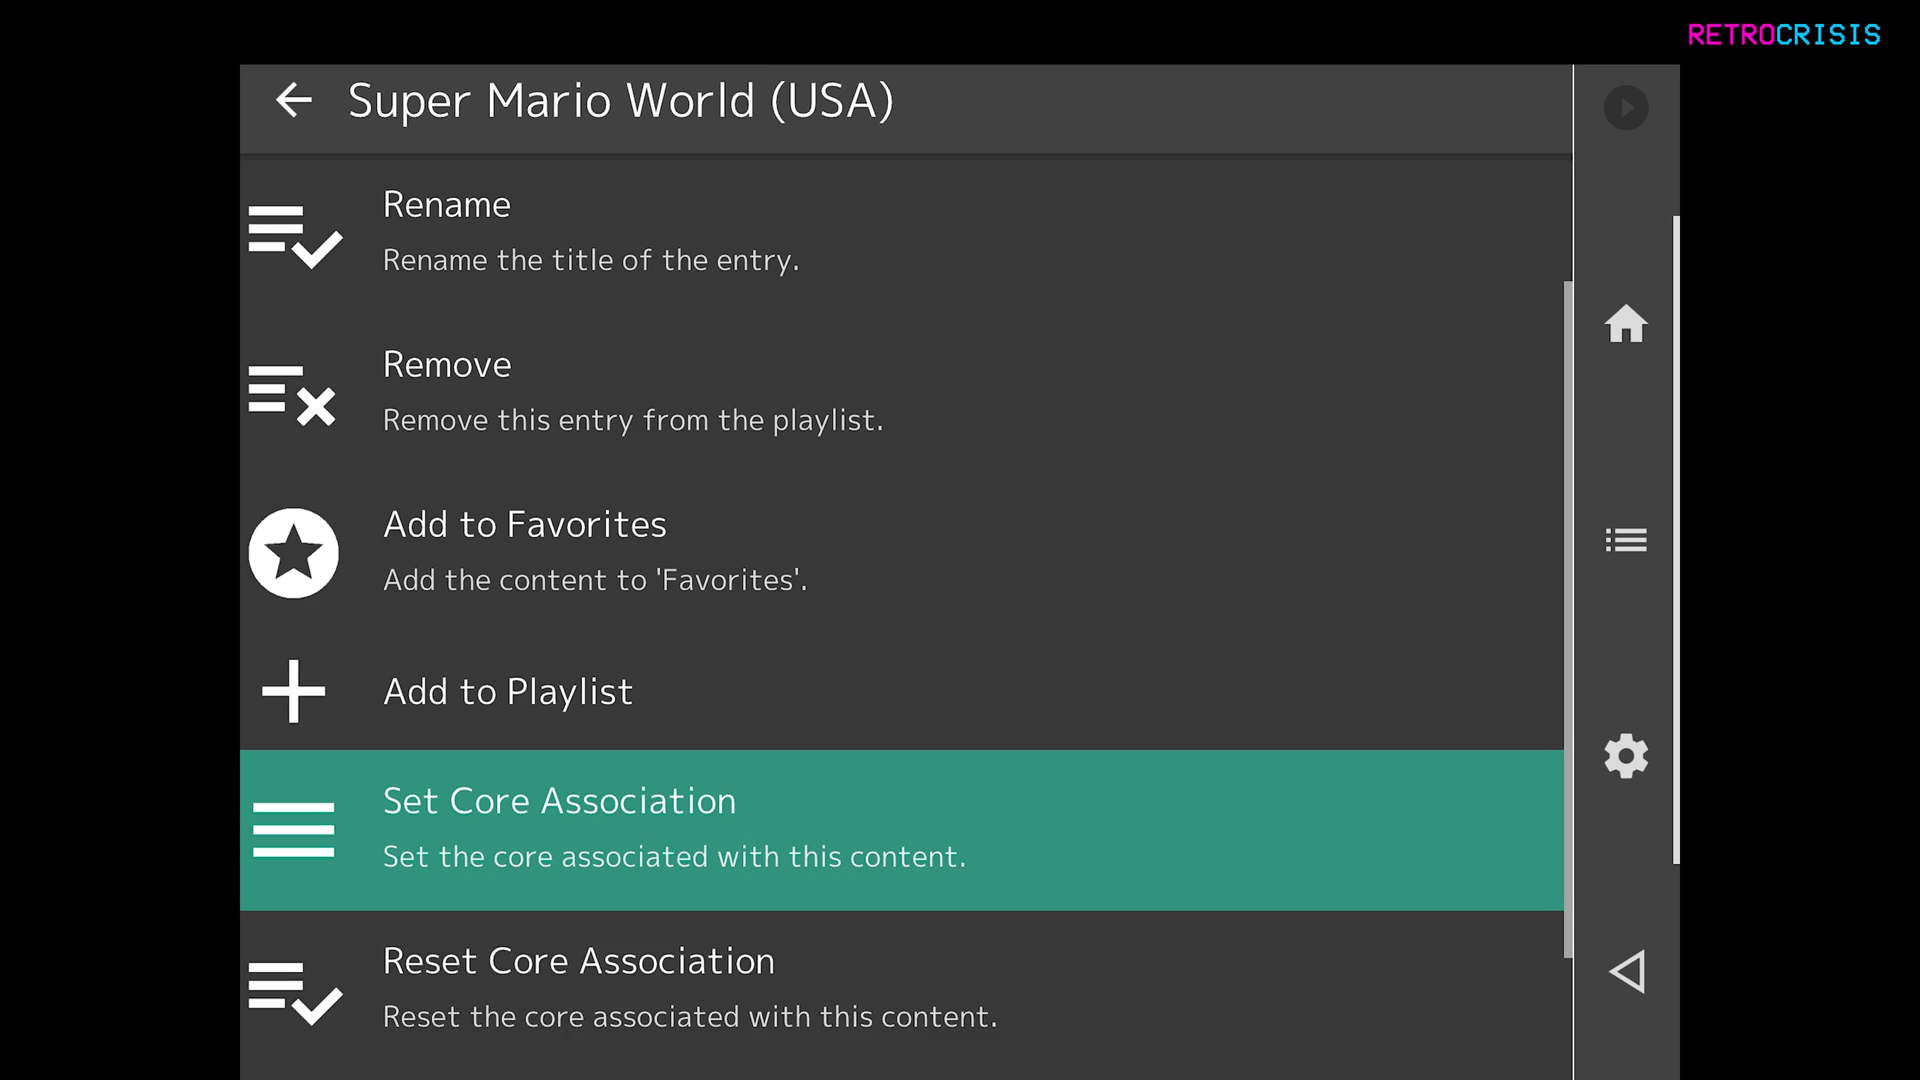 RETROCRISIS
Super Mario World (USA)
Rename
Rename the title of the entry.
Remove
Remove this entry from the playlist.
Add to Favorites
Add the content to 'Favorites'.
Add to Playlist
Set Core Association
Set the core associated with this content.
Reset Core Association
Reset the core associated with this content.